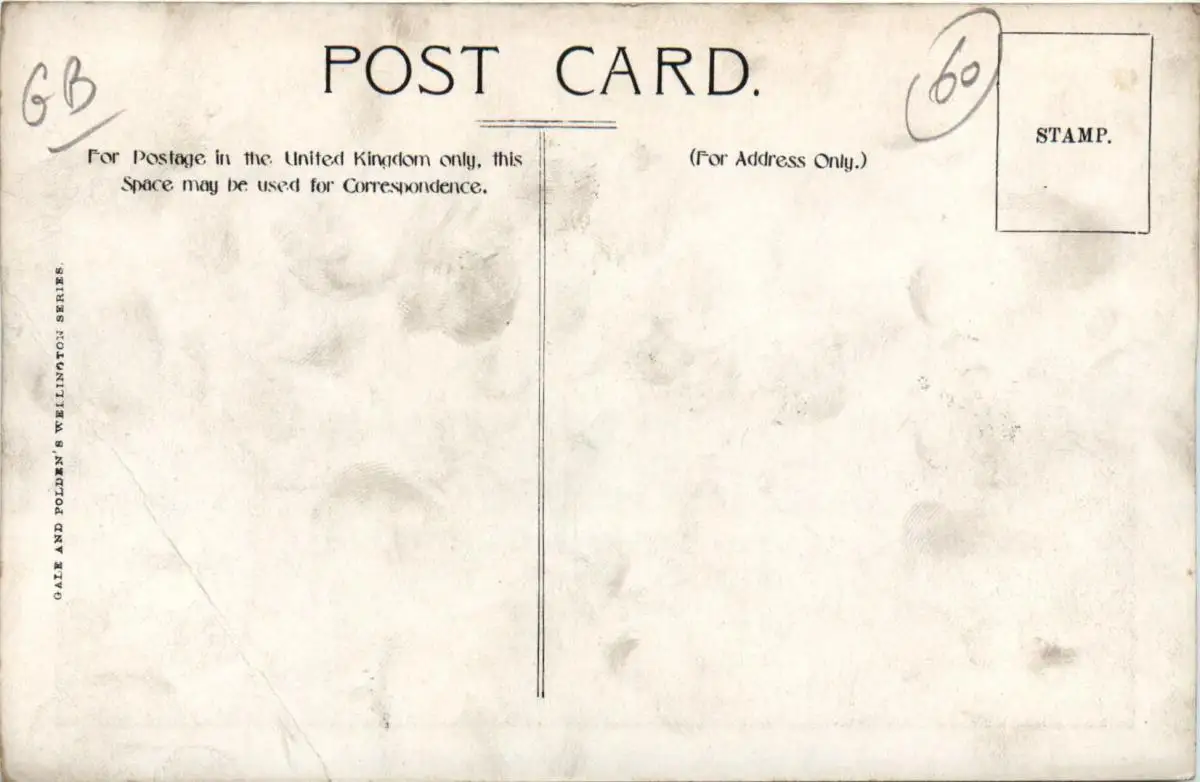 GB
POST CARD.
60
STAMP.
For Postage in the United Kingdom only, this
Space may be used for Correspondence.
(For Address Only.)
GALE AND POLDEN'S WELLINGTON SERIES.